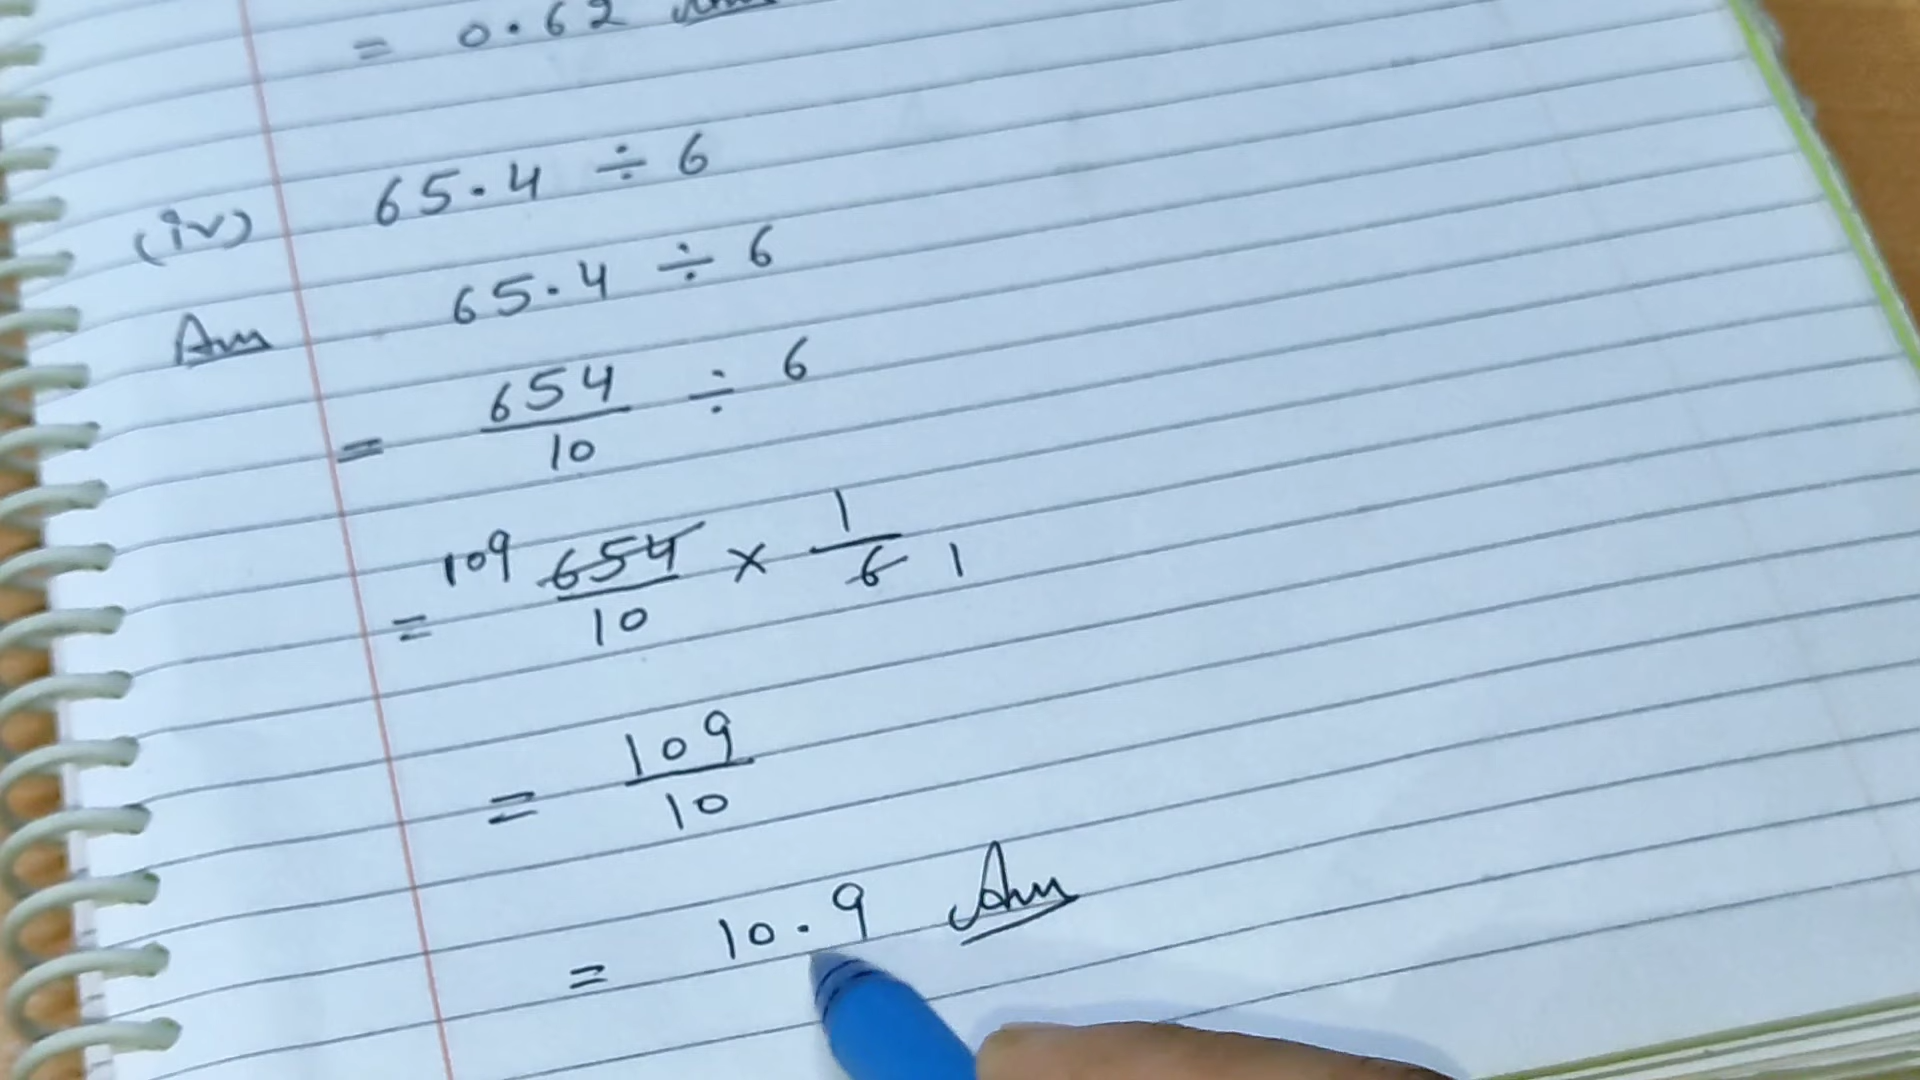 = 0.62 Ans
(iv) 65.4 ÷ 6
Ans 65.4 ÷ 6
= 654/10 ÷ 6
= 109 654/10 × 1/6 1
= 109/10
= 10.9 Ans